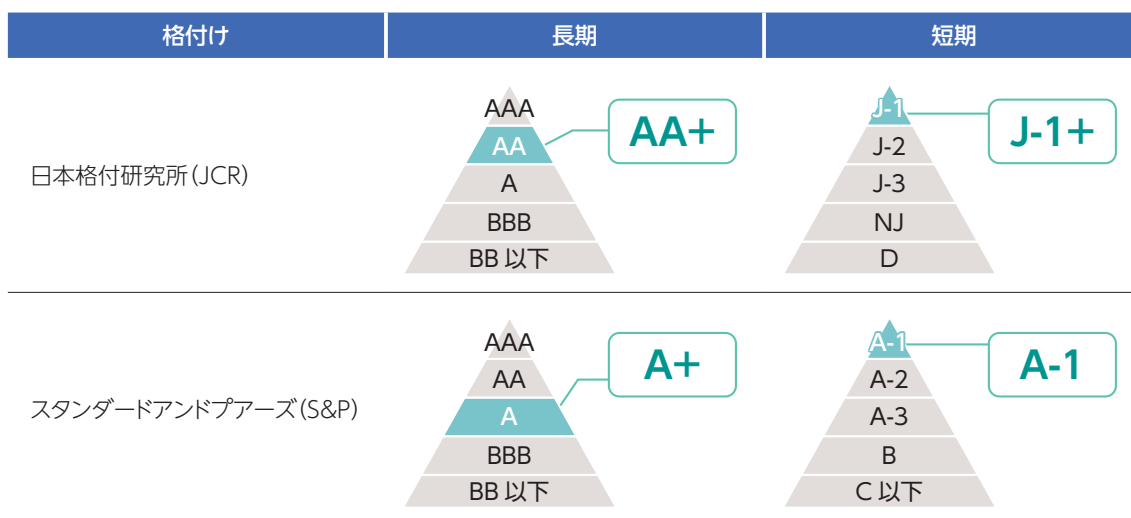 格付け 長期 短期
日本格付研究所(JCR)
AAA
AA
A
BBB
BB 以下
AA+
J-1
J-2
J-3
NJ
D
J-1+
スタンダードアンドプアーズ(S&P)
AAA
AA
A
BBB
BB 以下
A+
A-1
A-2
A-3
B
C 以下
A-1